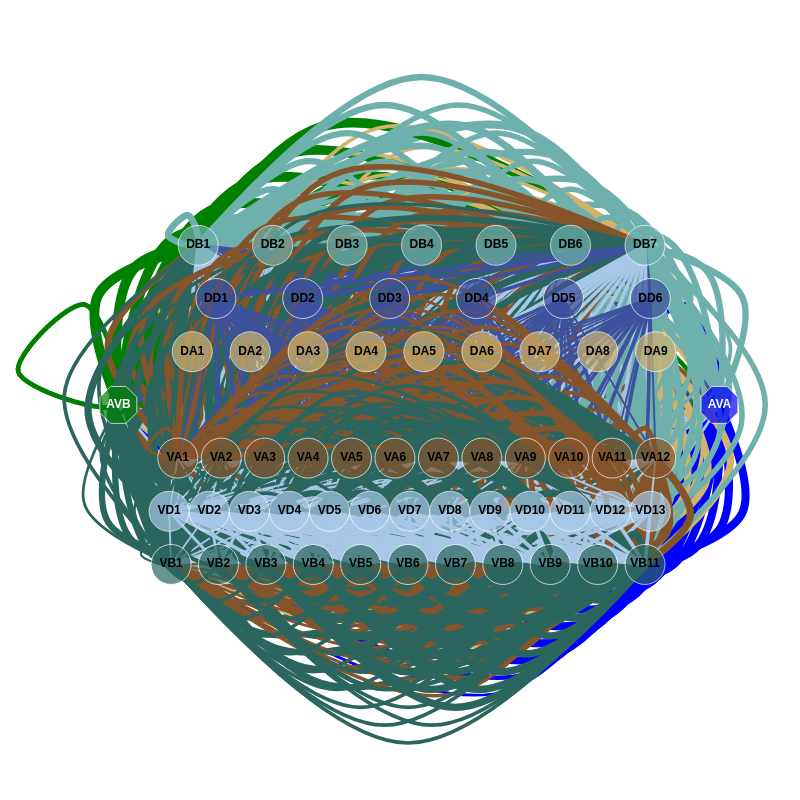 DB1 DB2 DB3 DB4 DB5 DB6 DB7
DD1 DD2 DD3 DD4 DD5 DD6
DA1 DA2 DA3 DA4 DA5 DA6 DA7 DA8 DA9
AVB AVA
VA1 VA2 VA3 VA4 VA5 VA6 VA7 VA8 VA9 VA10 VA11 VA12
VD1 VD2 VD3 VD4 VD5 VD6 VD7 VD8 VD9 VD10 VD11 VD12 VD13
VB1 VB2 VB3 VB4 VB5 VB6 VB7 VB8 VB9 VB10 VB11